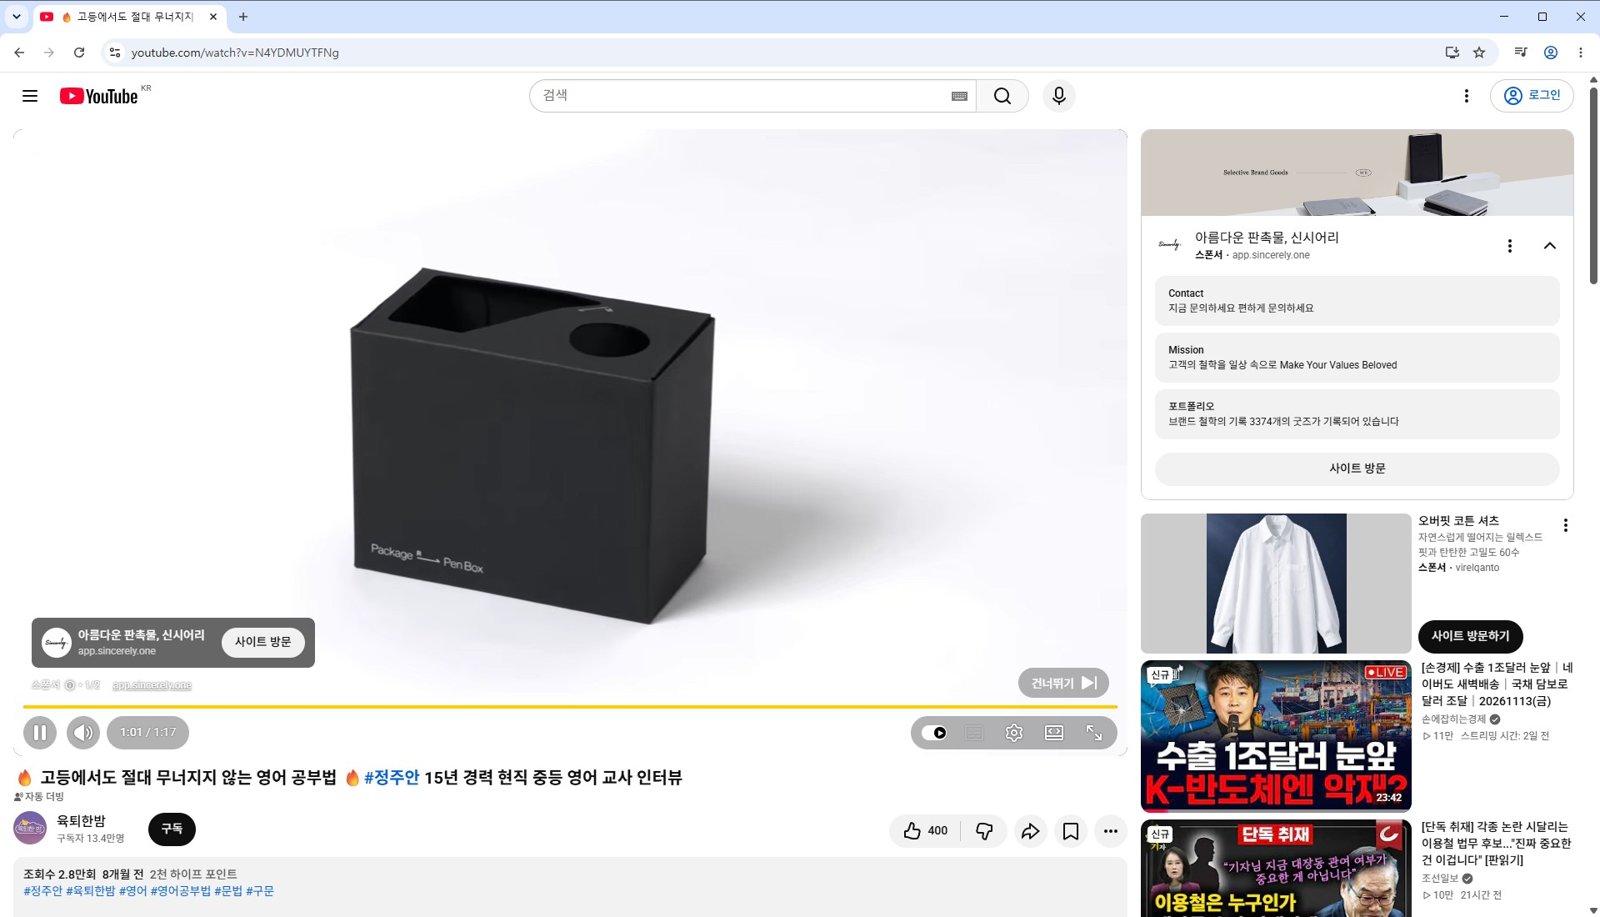 고등에서도 절대 무너지지
youtube.com/watch?v=N4YDMUYTFNg
YouTube KR
검색
로그인
Package Pen Box
아름다운 판촉물, 신시어리
app.sincerely.one
사이트 방문
스폰서 · 1/2 app.sincerely.one
건너뛰기
1:01 / 1:17
🔥 고등에서도 절대 무너지지 않는 영어 공부법 🔥 #정주안 15년 경력 현직 중등 영어 교사 인터뷰
자동 더빙
육퇴한밤
구독자 13.4만명
구독
400
조회수 2.8만회 8개월 전 2천 하이프 포인트
#정주안 #육퇴한밤 #영어 #영어공부법 #문법 #구문
Selective Brand Goods
아름다운 판촉물, 신시어리
스폰서 · app.sincerely.one
Contact
지금 문의하세요 편하게 문의하세요
Mission
고객의 철학을 일상 속으로 Make Your Values Beloved
포트폴리오
브랜드 철학의 기록 3374개의 굿즈가 기록되어 있습니다
사이트 방문
오버핏 코튼 셔츠
자연스럽게 떨어지는 릴렉스드
핏과 탄탄한 고밀도 60수
스폰서 · virelqanto
사이트 방문하기
신규
LIVE
수출 1조달러 눈앞
K-반도체엔 악재?
23:42
[손경제] 수출 1조달러 눈앞｜네
이버도 새벽배송｜국채 담보로
달러 조달｜20261113(금)
손에잡히는경제
11만 스트리밍 시간: 2일 전
신규
단독 취재
"기자님 지금 대장동 관여 여부가
중요한 게 아닙니다"
이용철은 누구인가
[단독 취재] 각종 논란 시달리는
이용철 법무 후보..."진짜 중요한
건 이겁니다" [판읽기]
조선일보
10만 21시간 전